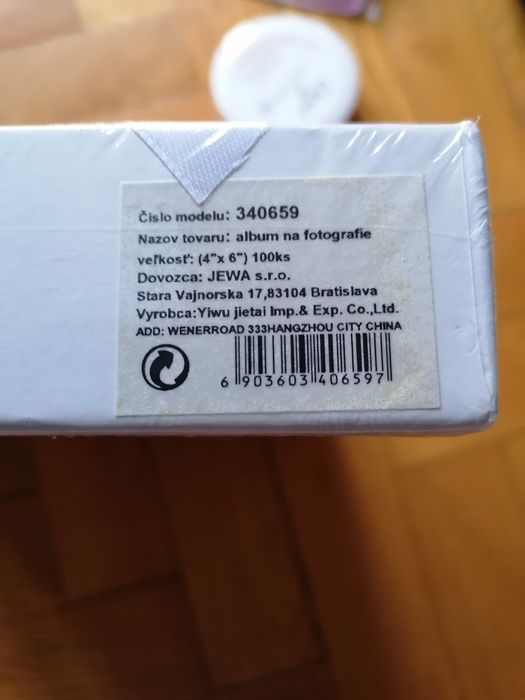 Číslo modelu: 340659
Nazov tovaru: album na fotografie
veľkosť: (4"x 6") 100ks
Dovozca: JEWA s.r.o.
Stara Vajnorska 17,83104 Bratislava
Vyrobca:Yiwu jietai Imp.& Exp. Co.,Ltd.
ADD: WENERROAD 333HANGZHOU CITY CHINA
6 903603 406597